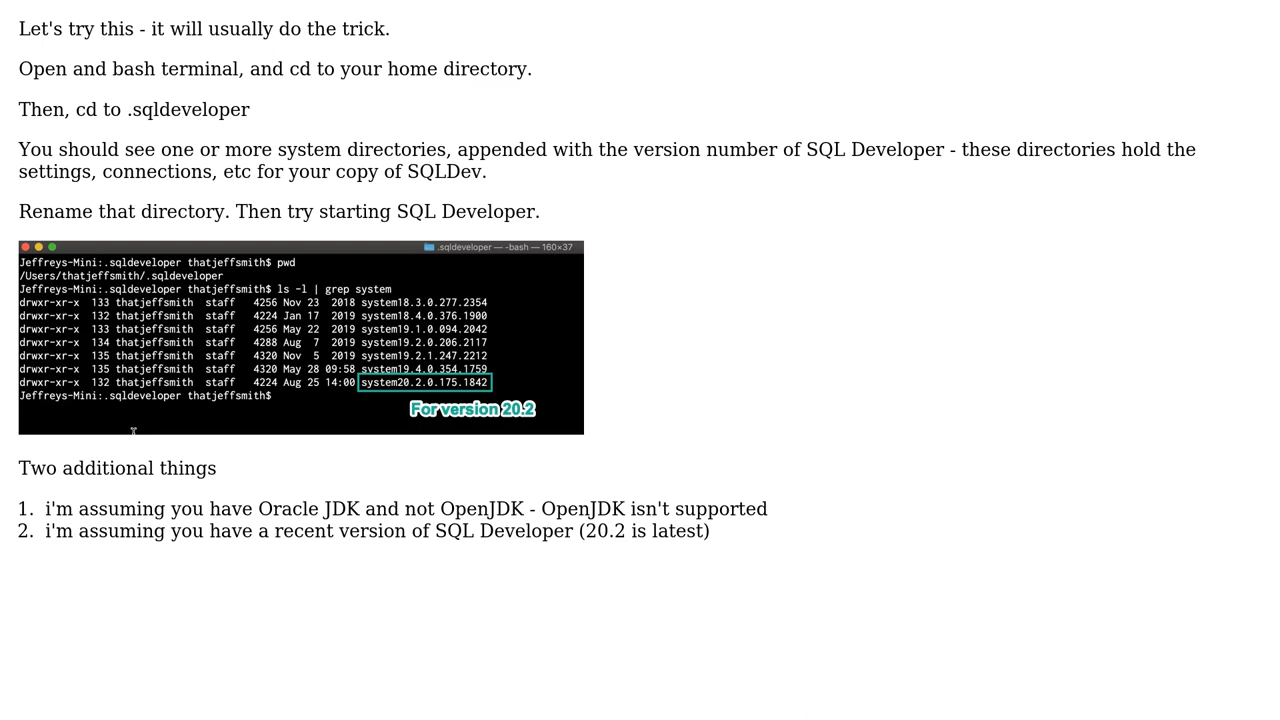 Let's try this - it will usually do the trick.
Open and bash terminal, and cd to your home directory.
Then, cd to .sqldeveloper
You should see one or more system directories, appended with the version number of SQL Developer - these directories hold the
settings, connections, etc for your copy of SQLDev.
Rename that directory. Then try starting SQL Developer.
.sqldeveloper — -bash — 160×37
Jeffreys-Mini:.sqldeveloper thatjeffsmith$ pwd
/Users/thatjeffsmith/.sqldeveloper
Jeffreys-Mini:.sqldeveloper thatjeffsmith$ ls -l | grep system
drwxr-xr-x  133 thatjeffsmith  staff   4256 Nov 23  2018 system18.3.0.277.2354
drwxr-xr-x  132 thatjeffsmith  staff   4224 Jan 17  2019 system18.4.0.376.1900
drwxr-xr-x  133 thatjeffsmith  staff   4256 May 22  2019 system19.1.0.094.2042
drwxr-xr-x  134 thatjeffsmith  staff   4288 Aug  7  2019 system19.2.0.206.2117
drwxr-xr-x  135 thatjeffsmith  staff   4320 Nov  5  2019 system19.2.1.247.2212
drwxr-xr-x  135 thatjeffsmith  staff   4320 May 28 09:58 system19.4.0.354.1759
drwxr-xr-x  132 thatjeffsmith  staff   4224 Aug 25 14:00 system20.2.0.175.1842
Jeffreys-Mini:.sqldeveloper thatjeffsmith$
For version 20.2
Two additional things
1. i'm assuming you have Oracle JDK and not OpenJDK - OpenJDK isn't supported
2. i'm assuming you have a recent version of SQL Developer (20.2 is latest)